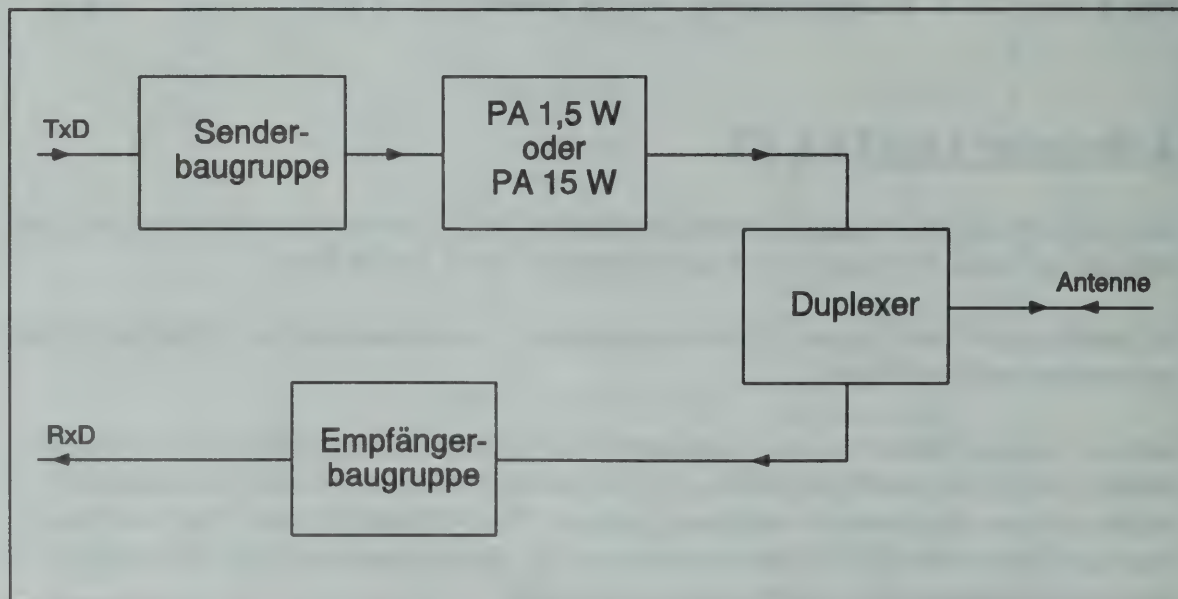 TxD
Sender-
baugruppe
PA 1,5 W
oder
PA 15 W
Duplexer
Antenne
RxD
Empfänger-
baugruppe